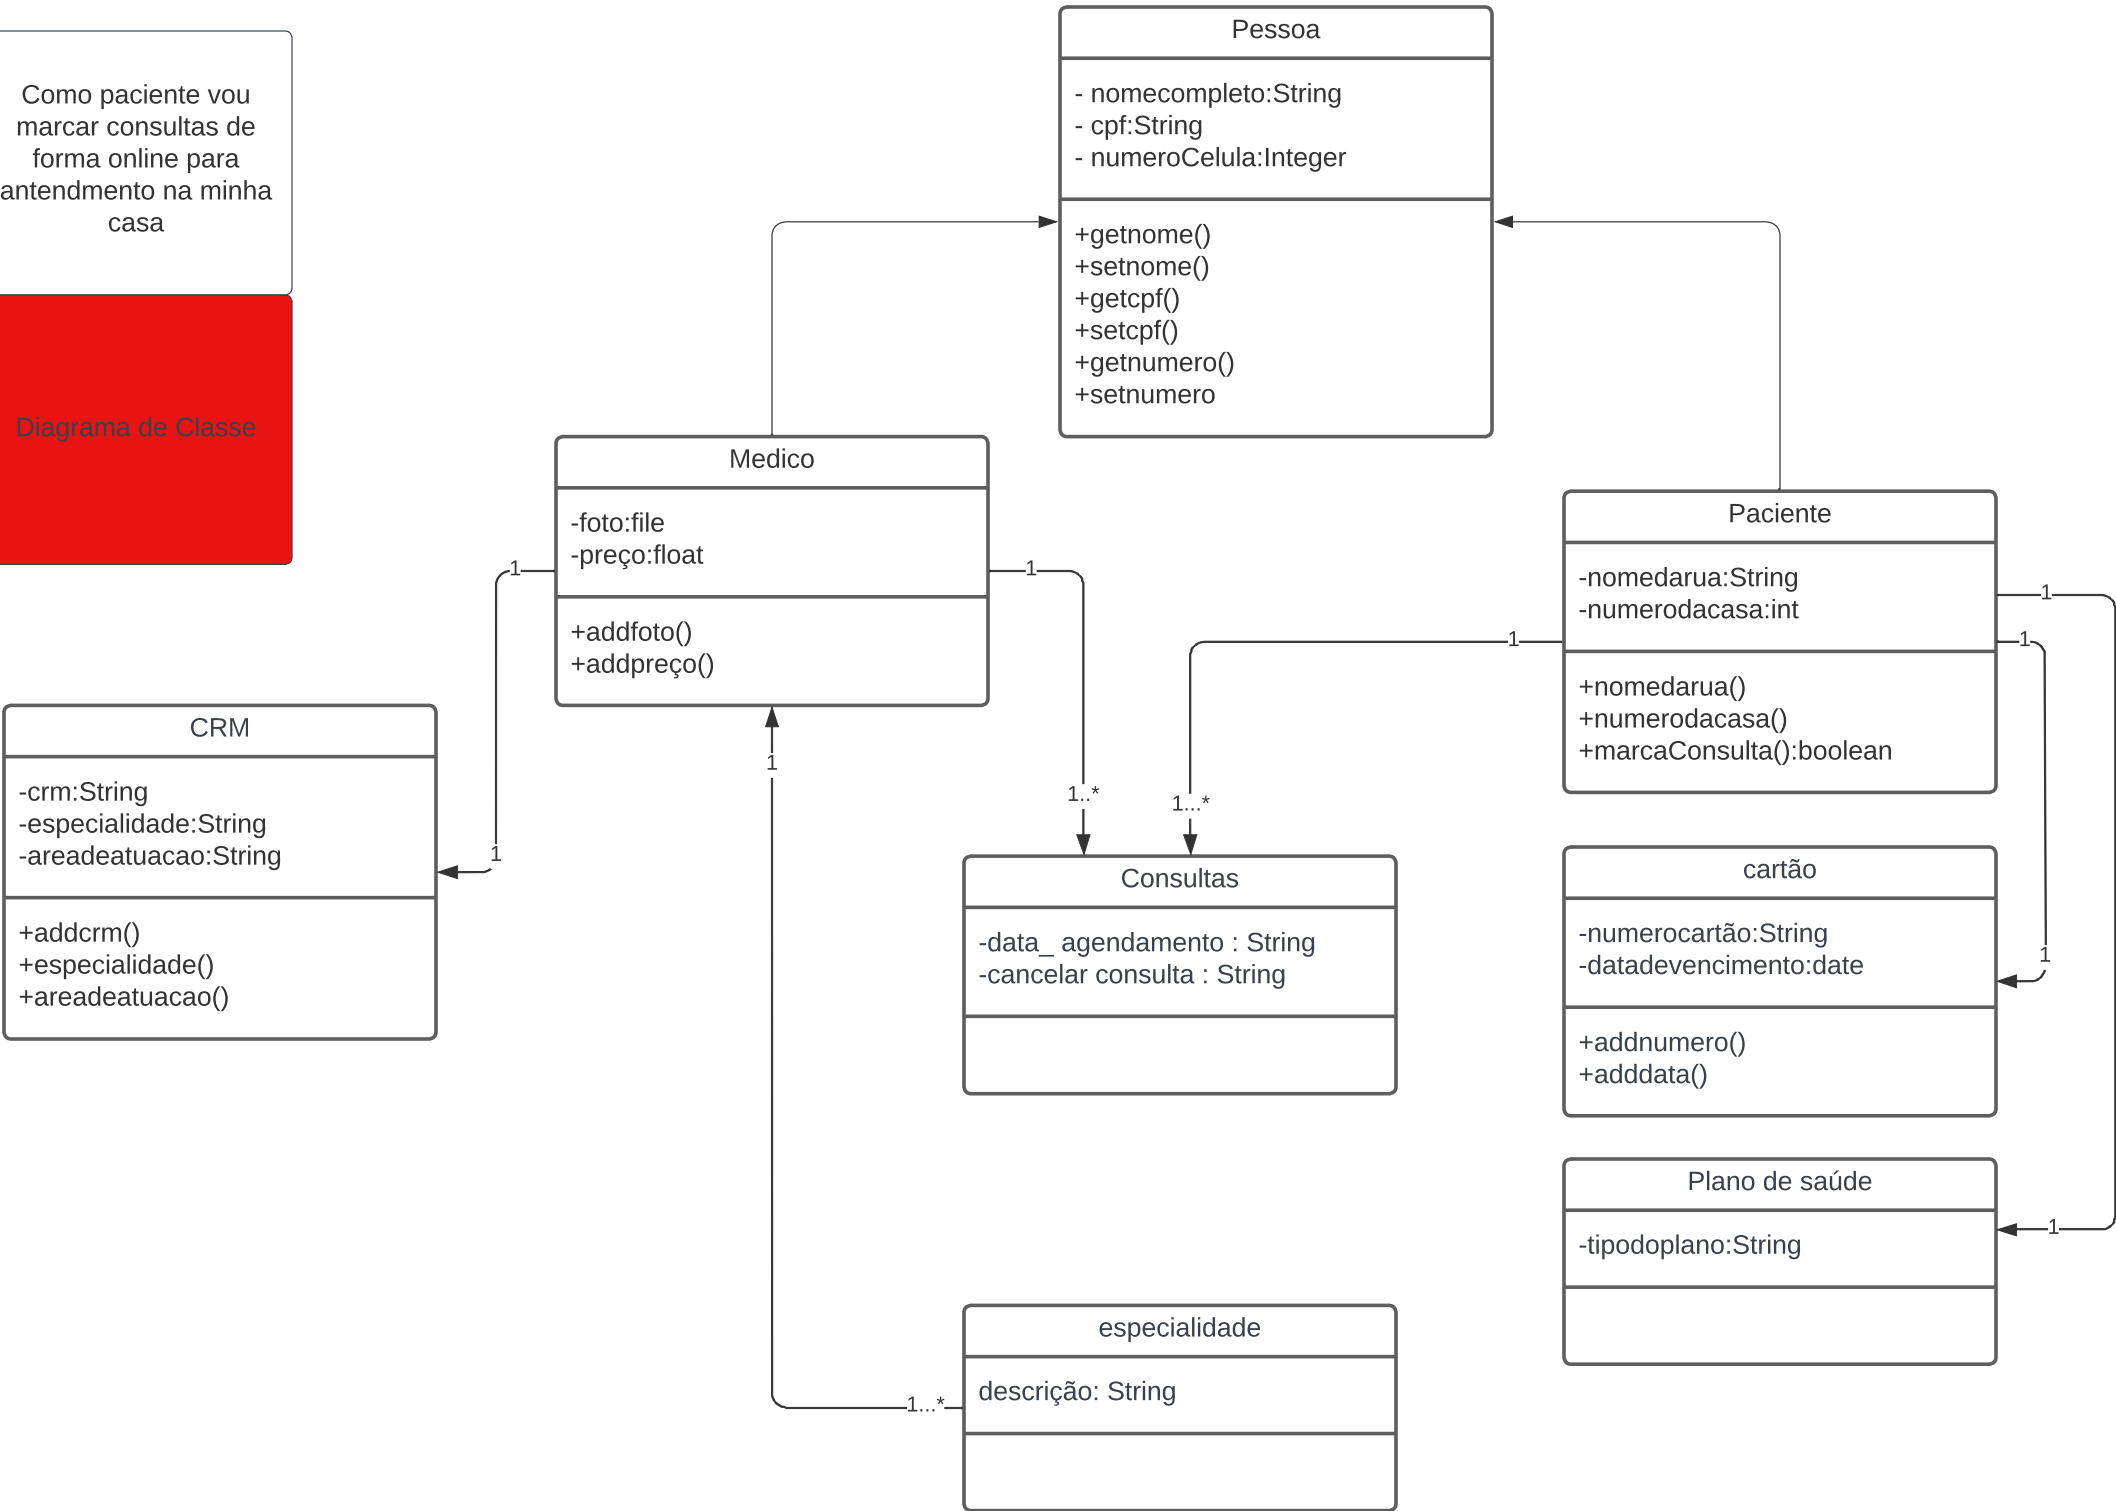 Como paciente vou
marcar consultas de
forma online para
antendmento na minha
casa
Diagrama de Classe
Pessoa
- nomecompleto:String
- cpf:String
- numeroCelula:Integer
+getnome()
+setnome()
+getcpf()
+setcpf()
+getnumero()
+setnumero
Medico
-foto:file
-preço:float
+addfoto()
+addpreço()
1
1
1
1
1..*
1...*
1
Paciente
-nomedarua:String
-numerodacasa:int
+nomedarua()
+numerodacasa()
+marcaConsulta():boolean
1
1
1
1
CRM
-crm:String
-especialidade:String
-areadeatuacao:String
+addcrm()
+especialidade()
+areadeatuacao()
Consultas
-data_ agendamento : String
-cancelar consulta : String
cartão
-numerocartão:String
-datadevencimento:date
+addnumero()
+adddata()
Plano de saúde
-tipodoplano:String
especialidade
descrição: String
1...*